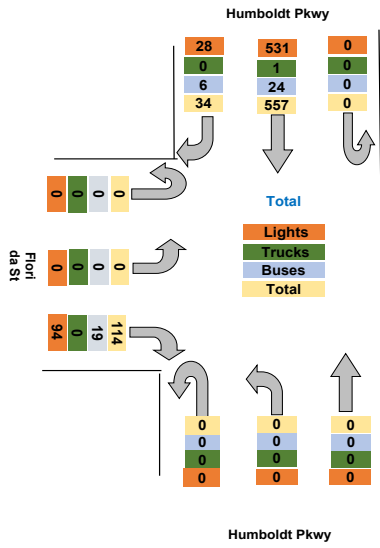 Humboldt Pkwy
28 531 0
0 1 0
6 24 0
34 557 0
0 0 0 0
Total
Lights
Trucks
Buses
Total
Flori
da St
0 0 0 0
94 0 19 114
0 0 0
0 0 0
0 0 0
0 0 0
Humboldt Pkwy